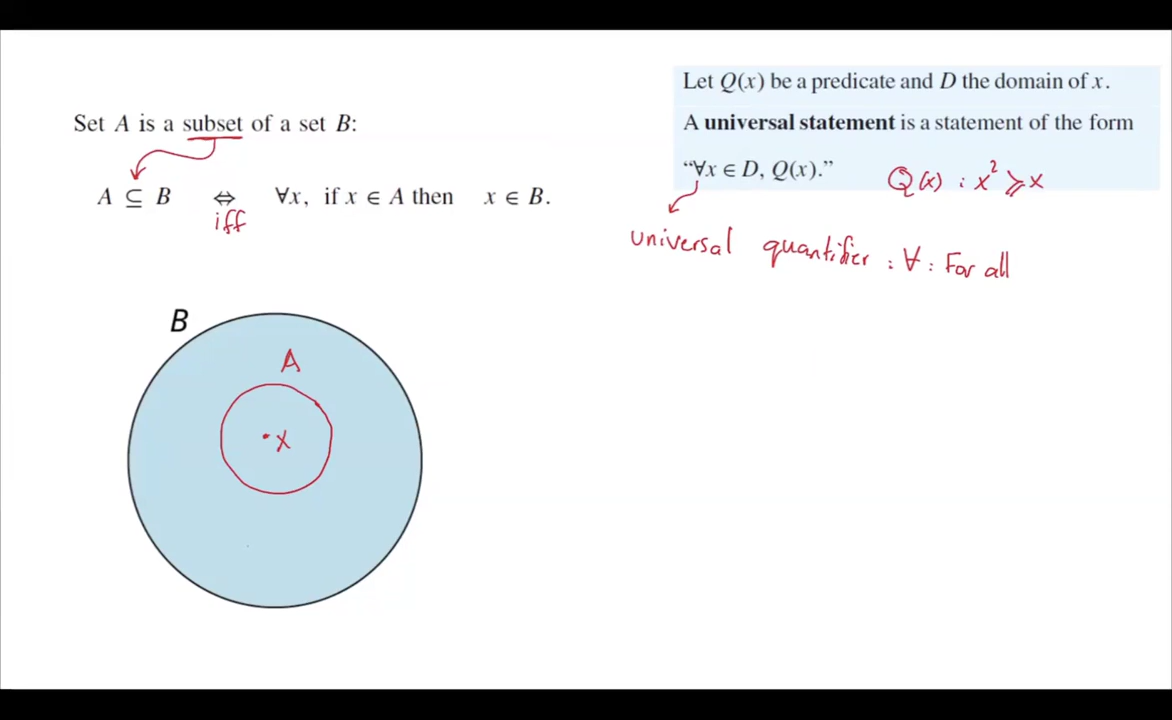 Set A is a subset of a set B:
A ⊆ B ⇔ ∀x, if x ∈ A then x ∈ B.
iff
B
A
x
Let Q(x) be a predicate and D the domain of x.
A universal statement is a statement of the form
“∀x ∈ D, Q(x).”
Q(x) : x² ⩾ x
universal quantifier : ∀ : For all